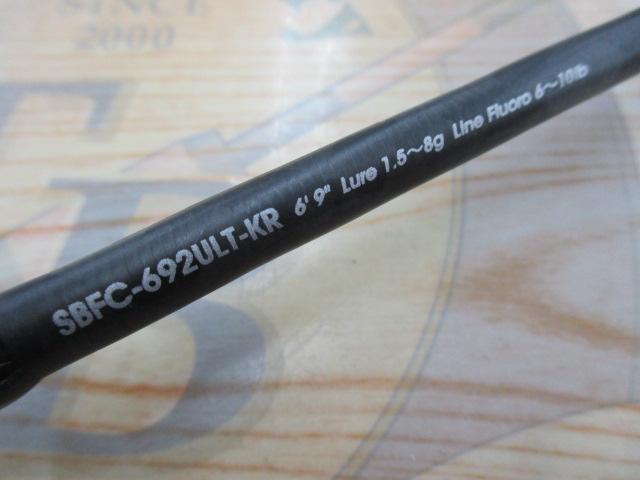 SINCE
2000
SBFC-692ULT-KR 6' 9" Lure 1.5~8g Line Fluoro 6~10lb